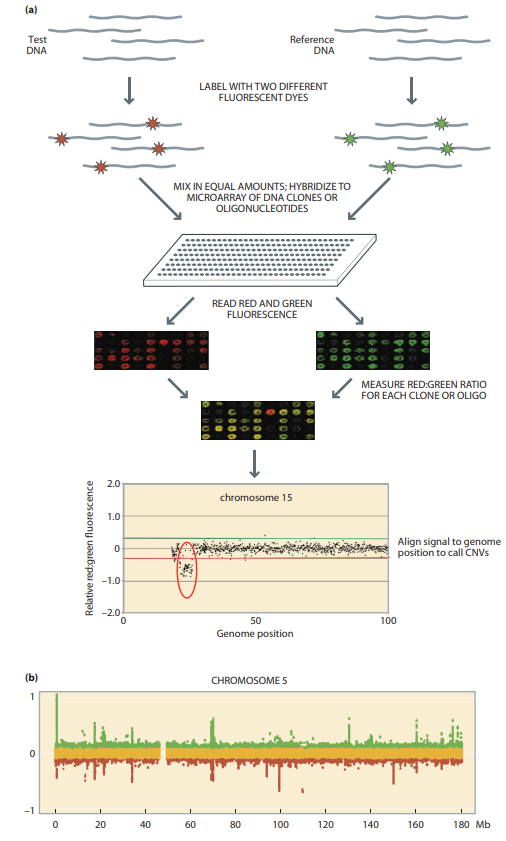 (a)
Test
DNA
Reference
DNA
LABEL WITH TWO DIFFERENT
FLUORESCENT DYES
MIX IN EQUAL AMOUNTS; HYBRIDIZE TO
MICROARRAY OF DNA CLONES OR
OLIGONUCLEOTIDES
READ RED AND GREEN
FLUORESCENCE
MEASURE RED:GREEN RATIO
FOR EACH CLONE OR OLIGO
Relative red:green fluorescence
2.0
1.0
0
–1.0
–2.0
chromosome 15
0
50
100
Genome position
Align signal to genome
position to call CNVs
(b)
CHROMOSOME 5
1
0
–1
0 20 40 60 80 100 120 140 160 180 Mb